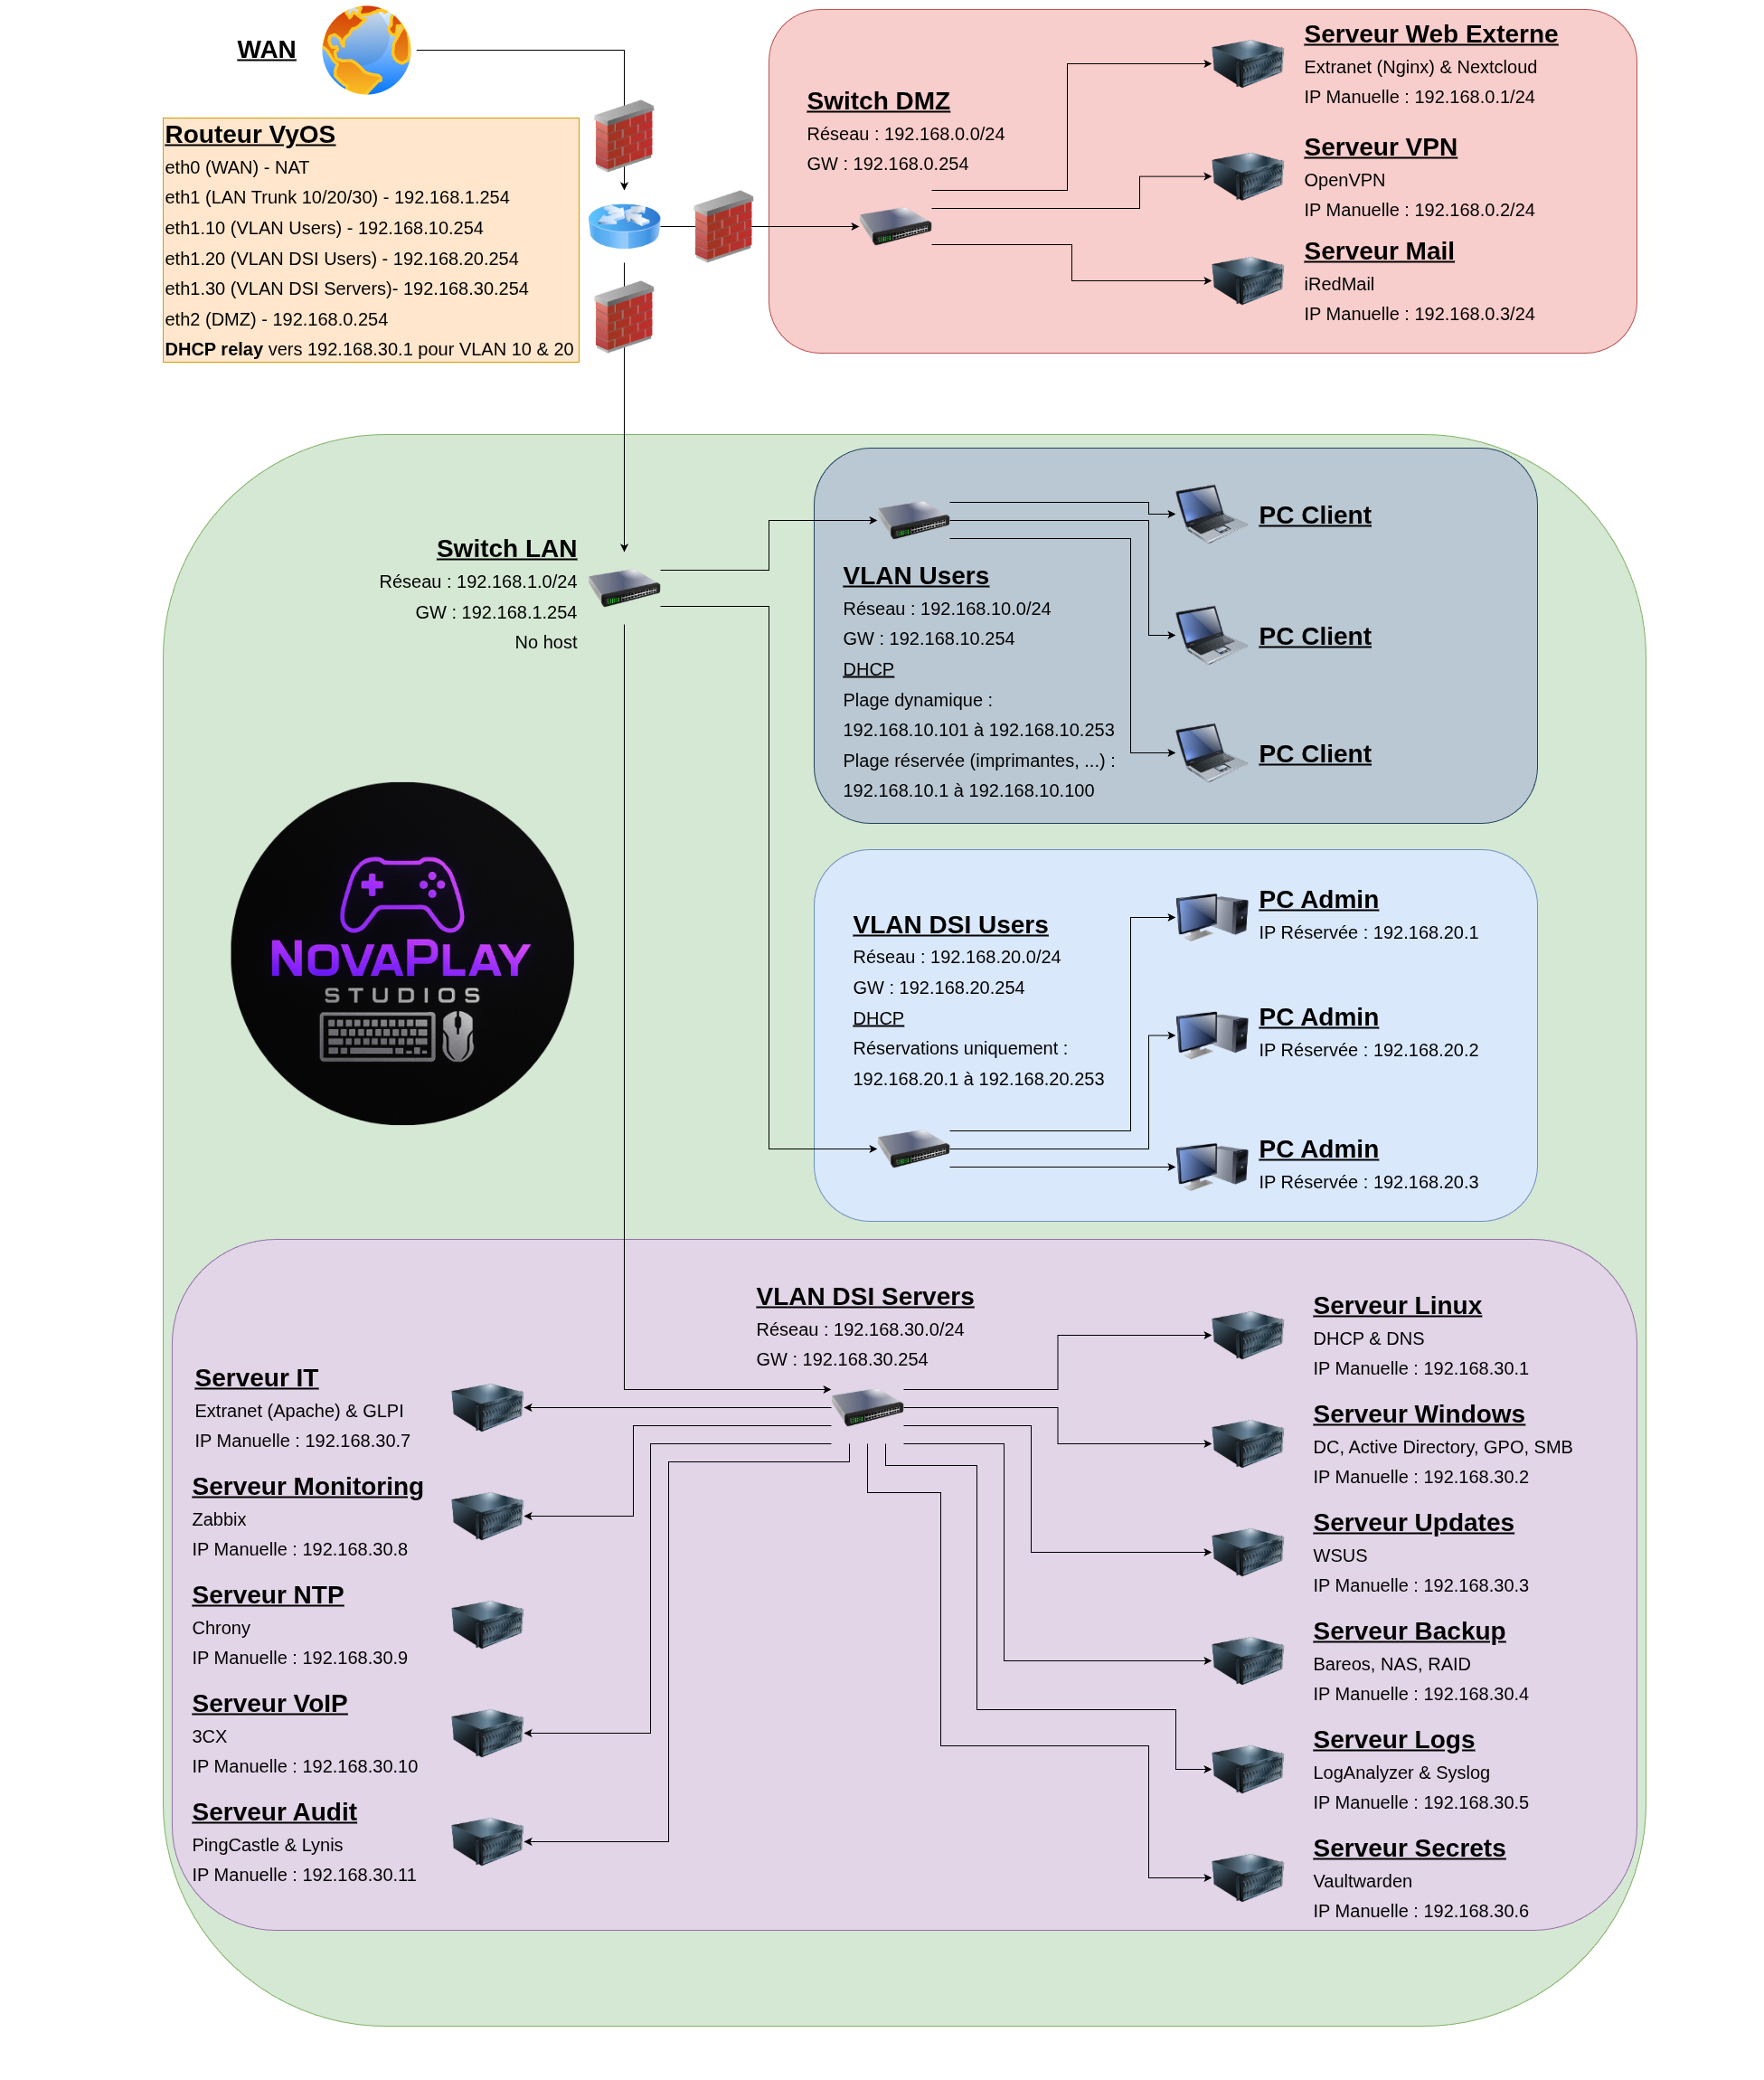 WAN
Routeur VyOS
eth0 (WAN) - NAT
eth1 (LAN Trunk 10/20/30) - 192.168.1.254
eth1.10 (VLAN Users) - 192.168.10.254
eth1.20 (VLAN DSI Users) - 192.168.20.254
eth1.30 (VLAN DSI Servers)- 192.168.30.254
eth2 (DMZ) - 192.168.0.254
DHCP relay vers 192.168.30.1 pour VLAN 10 & 20
Switch DMZ
Réseau : 192.168.0.0/24
GW : 192.168.0.254
Serveur Web Externe
Extranet (Nginx) & Nextcloud
IP Manuelle : 192.168.0.1/24
Serveur VPN
OpenVPN
IP Manuelle : 192.168.0.2/24
Serveur Mail
iRedMail
IP Manuelle : 192.168.0.3/24
Switch LAN
Réseau : 192.168.1.0/24
GW : 192.168.1.254
No host
VLAN Users
Réseau : 192.168.10.0/24
GW : 192.168.10.254
DHCP
Plage dynamique :
192.168.10.101 à 192.168.10.253
Plage réservée (imprimantes, ...) :
192.168.10.1 à 192.168.10.100
PC Client
PC Client
PC Client
NOVAPLAY
STUDIOS
VLAN DSI Users
Réseau : 192.168.20.0/24
GW : 192.168.20.254
DHCP
Réservations uniquement :
192.168.20.1 à 192.168.20.253
PC Admin
IP Réservée : 192.168.20.1
PC Admin
IP Réservée : 192.168.20.2
PC Admin
IP Réservée : 192.168.20.3
VLAN DSI Servers
Réseau : 192.168.30.0/24
GW : 192.168.30.254
Serveur IT
Extranet (Apache) & GLPI
IP Manuelle : 192.168.30.7
Serveur Monitoring
Zabbix
IP Manuelle : 192.168.30.8
Serveur NTP
Chrony
IP Manuelle : 192.168.30.9
Serveur VoIP
3CX
IP Manuelle : 192.168.30.10
Serveur Audit
PingCastle & Lynis
IP Manuelle : 192.168.30.11
Serveur Linux
DHCP & DNS
IP Manuelle : 192.168.30.1
Serveur Windows
DC, Active Directory, GPO, SMB
IP Manuelle : 192.168.30.2
Serveur Updates
WSUS
IP Manuelle : 192.168.30.3
Serveur Backup
Bareos, NAS, RAID
IP Manuelle : 192.168.30.4
Serveur Logs
LogAnalyzer & Syslog
IP Manuelle : 192.168.30.5
Serveur Secrets
Vaultwarden
IP Manuelle : 192.168.30.6